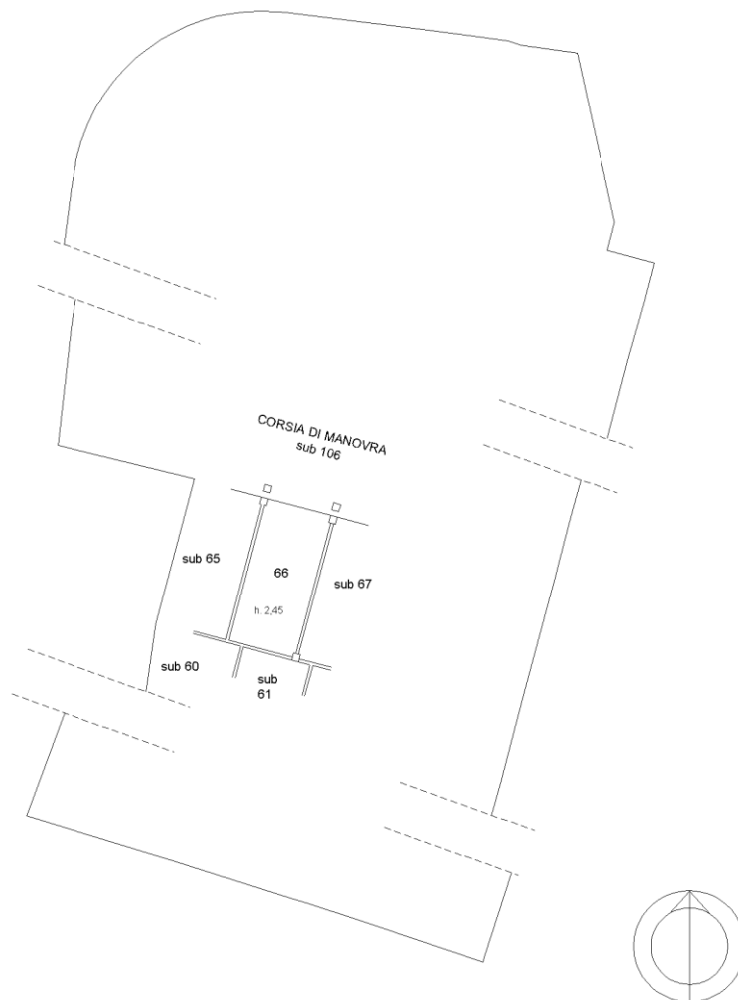 CORSIA DI MANOVRA
sub 106
sub 65
66
sub 67
h. 2,45
sub 60
sub
61